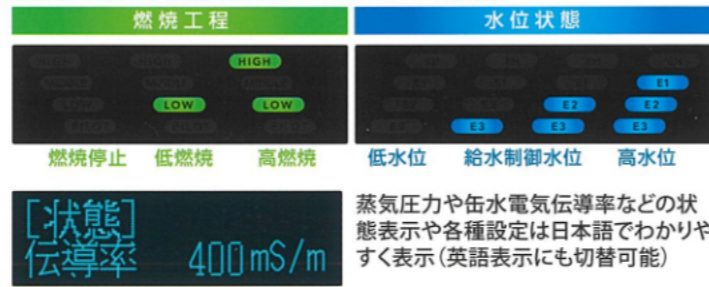 燃焼工程
水位状態
HIGH
LOW
LOW
E1
E2
E2
E3
E3
E3
燃焼停止 低燃焼 高燃焼
低水位 給水制御水位 高水位
[状態]
伝導率 400mS/m
蒸気圧力や缶水電気伝導率などの状
態表示や各種設定は日本語でわかりや
すく表示(英語表示にも切替可能)